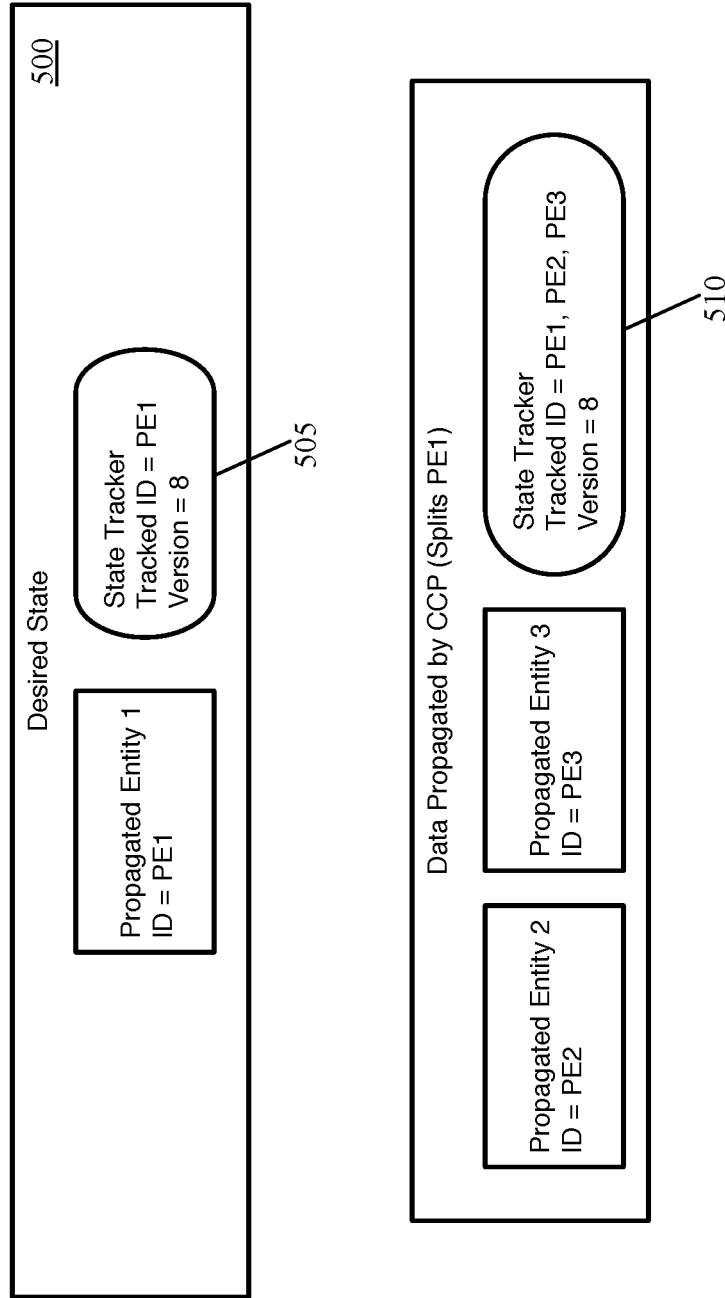 500
Desired State
Propagated Entity 1
ID = PE1
State Tracker
Tracked ID = PE1
Version = 8
505
Data Propagated by CCP (Splits PE1)
Propagated Entity 2
ID = PE2
Propagated Entity 3
ID = PE3
State Tracker
Tracked ID = PE1, PE2, PE3
Version = 8
510